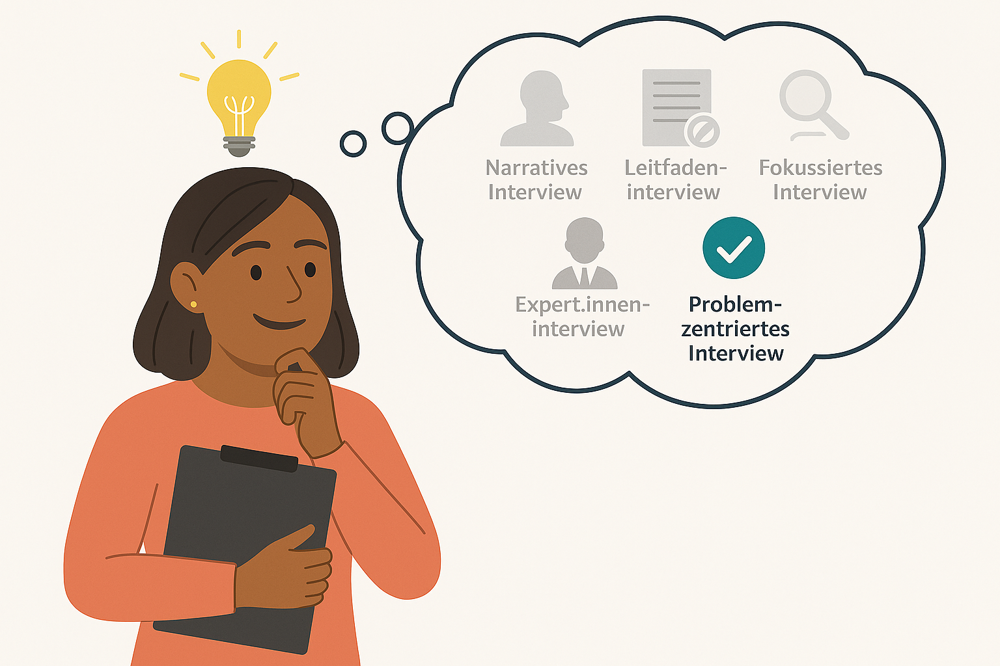 Narratives
Interview
Leitfaden-
interview
Fokussiertes
Interview
Expert.innen-
interview
Problem-
zentriertes
Interview